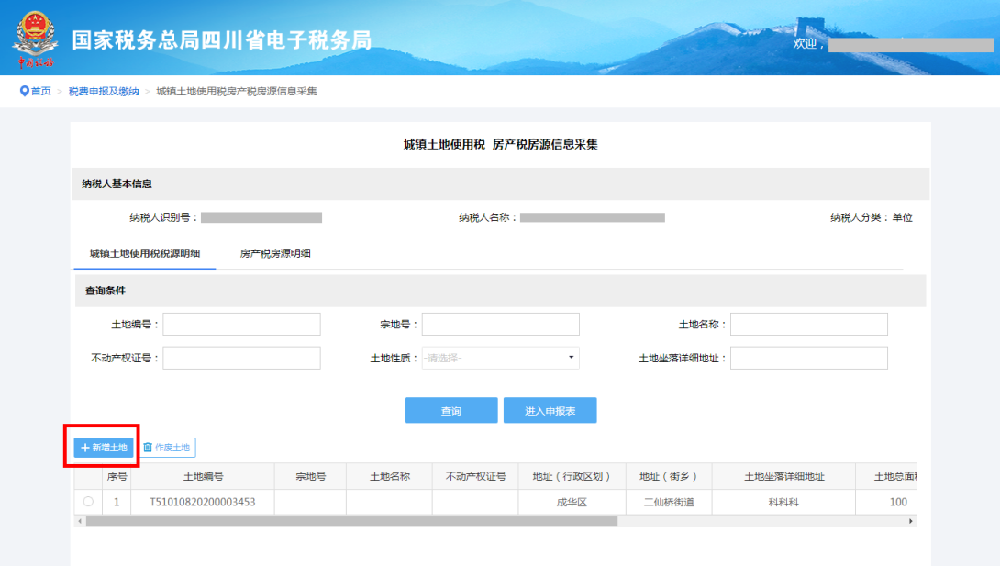 国家税务总局四川省电子税务局
欢迎，
首页 > 税费申报及缴纳 > 城镇土地使用税房产税房源信息采集
城镇土地使用税 房产税房源信息采集
纳税人基本信息
纳税人识别号： 纳税人名称： 纳税人分类：单位
城镇土地使用税税源明细 房产税房源明细
查询条件
土地编号： 宗地号： 土地名称：
不动产权证号： 土地性质： -请选择- 土地坐落详细地址：
查询 进入申报表
新增土地 作废土地
序号 土地编号 宗地号 土地名称 不动产权证号 地址（行政区划） 地址（街乡） 土地坐落详细地址 土地总面
1 T51010820200003453 成华区 二仙桥街道 科科科 100